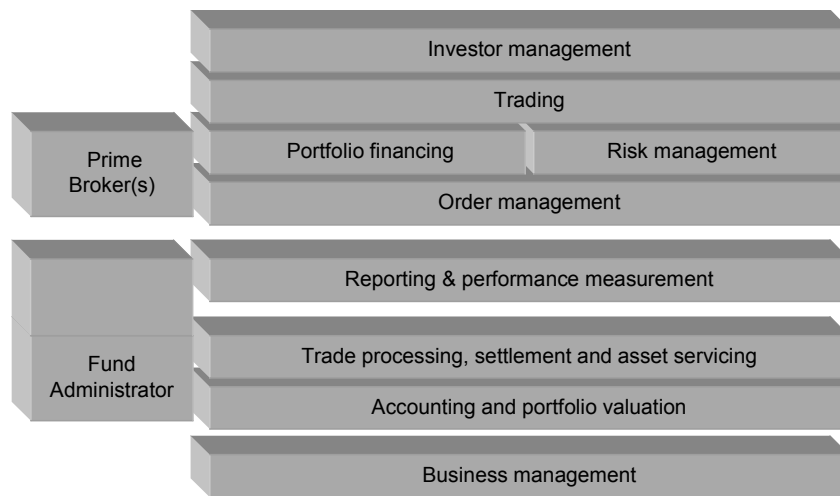 Investor management
Trading
Prime
Broker(s)
Portfolio financing
Risk management
Order management
Reporting & performance measurement
Fund
Administrator
Trade processing, settlement and asset servicing
Accounting and portfolio valuation
Business management